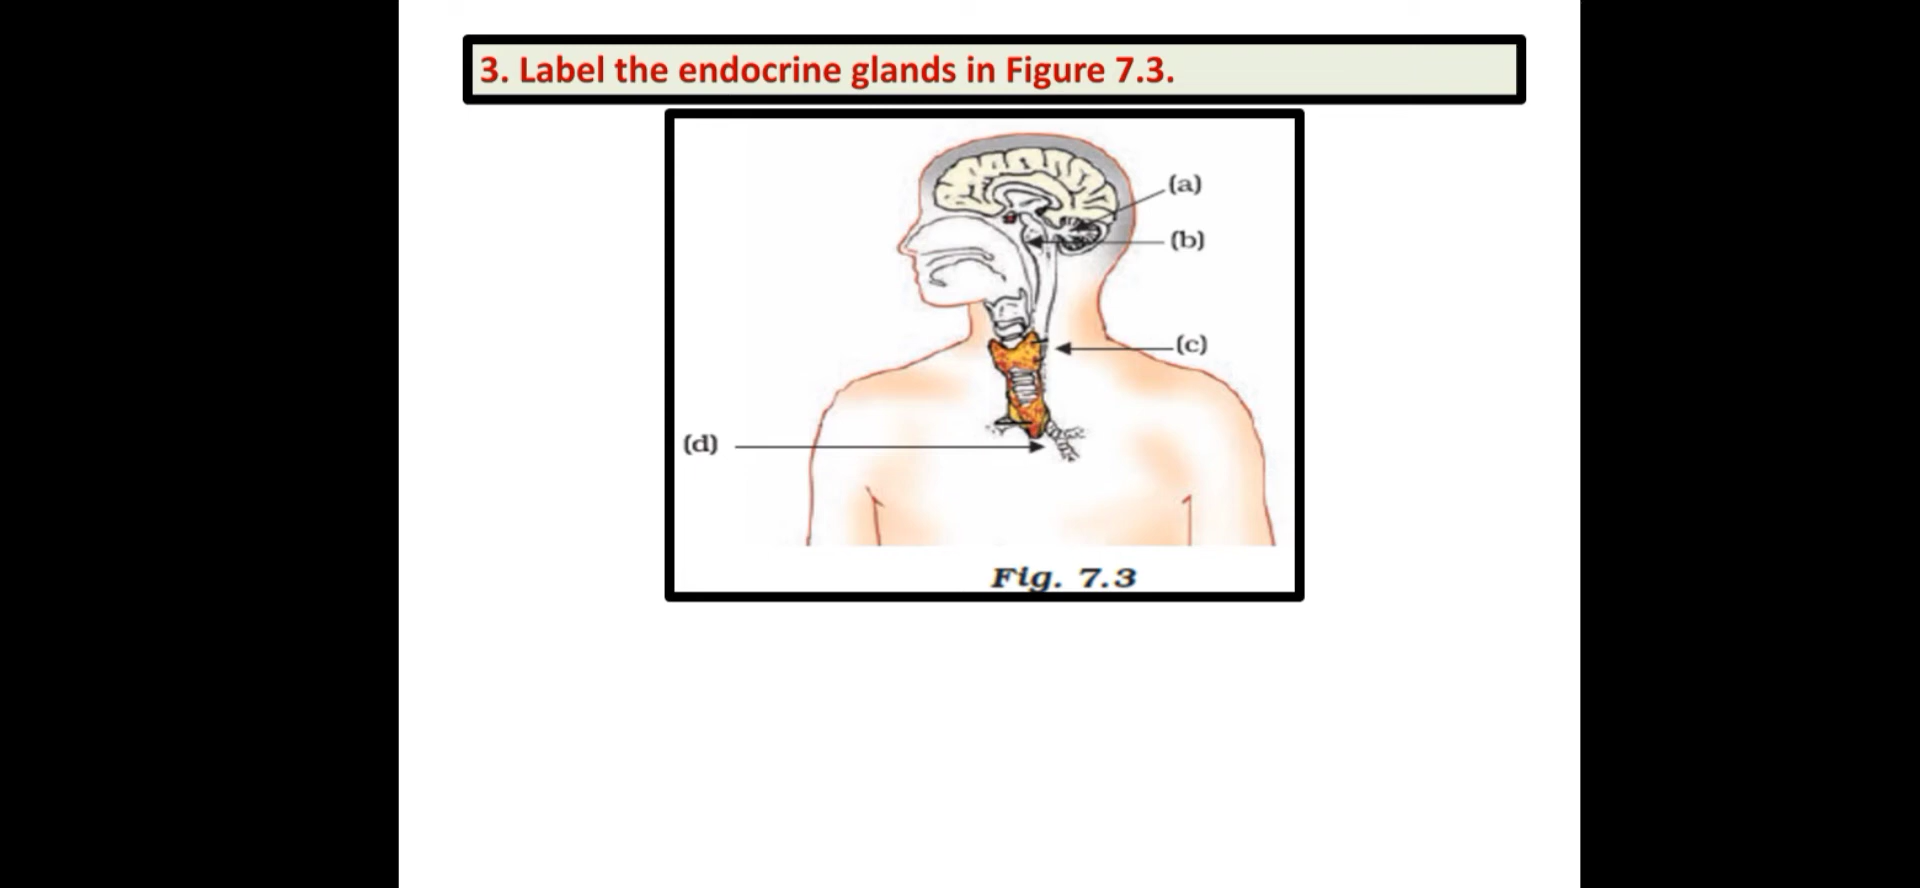 3. Label the endocrine glands in Figure 7.3.
(a)
(b)
(c)
(d)
Fig. 7.3